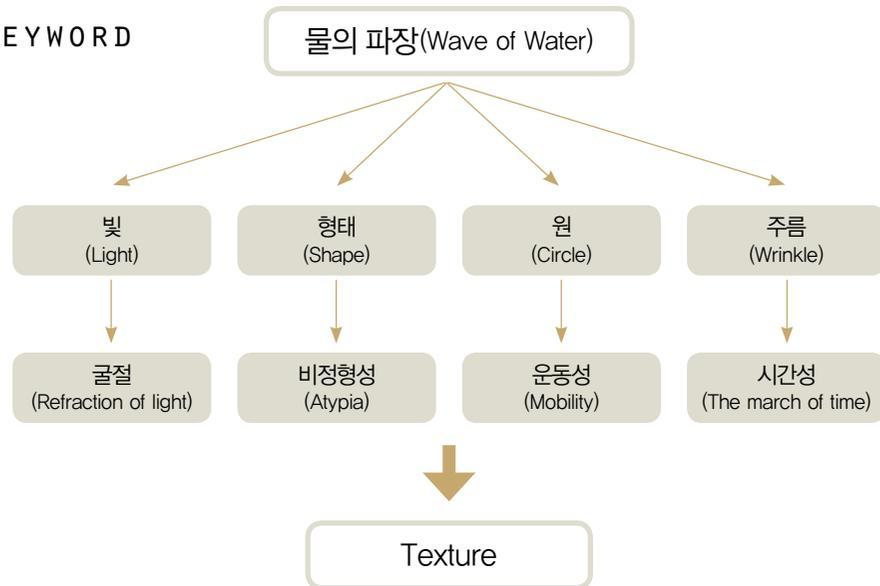 EYWORD
물의 파장(Wave of Water)
빛
(Light)
형태
(Shape)
원
(Circle)
주름
(Wrinkle)
굴절
(Refraction of light)
비정형성
(Atypia)
운동성
(Mobility)
시간성
(The march of time)
Texture